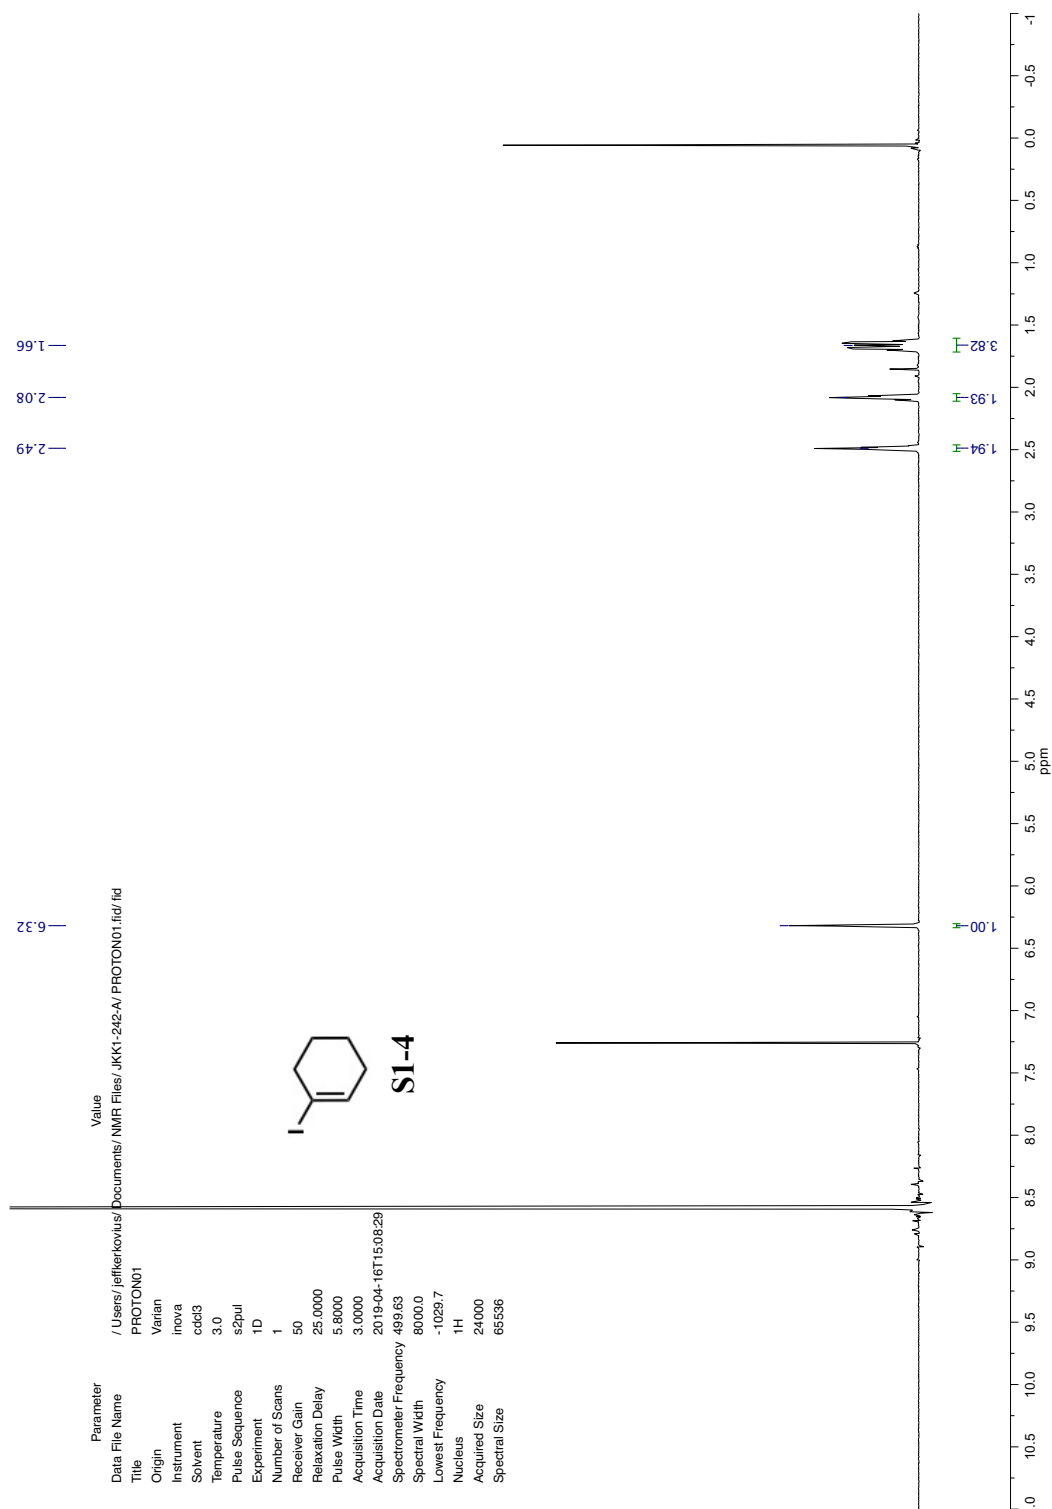 Parameter Value
Data File Name / Users/ jeffkerkovius/ Documents/ NMR Files/ JKK1-242-A/ PROTON01.fid/ fid
Title PROTON01
Origin Varian
Instrument inova
Solvent cdcl3
Temperature 3.0
Pulse Sequence s2pul
Experiment 1D
Number of Scans 1
Receiver Gain 50
Relaxation Delay 25.0000
Pulse Width 5.8000
Acquisition Time 3.0000
Acquisition Date 2019-04-16T15:08:29
Spectrometer Frequency 499.63
Spectral Width 8000.0
Lowest Frequency -1029.7
Nucleus 1H
Acquired Size 24000
Spectral Size 65536
I
S1-4
6.32
2.49
2.08
1.66
1.00
1.94
1.93
3.82
.0 10.5 10.0 9.5 9.0 8.5 8.0 7.5 7.0 6.5 6.0 5.5 5.0 4.5 4.0 3.5 3.0 2.5 2.0 1.5 1.0 0.5 0.0 -0.5 -1
ppm